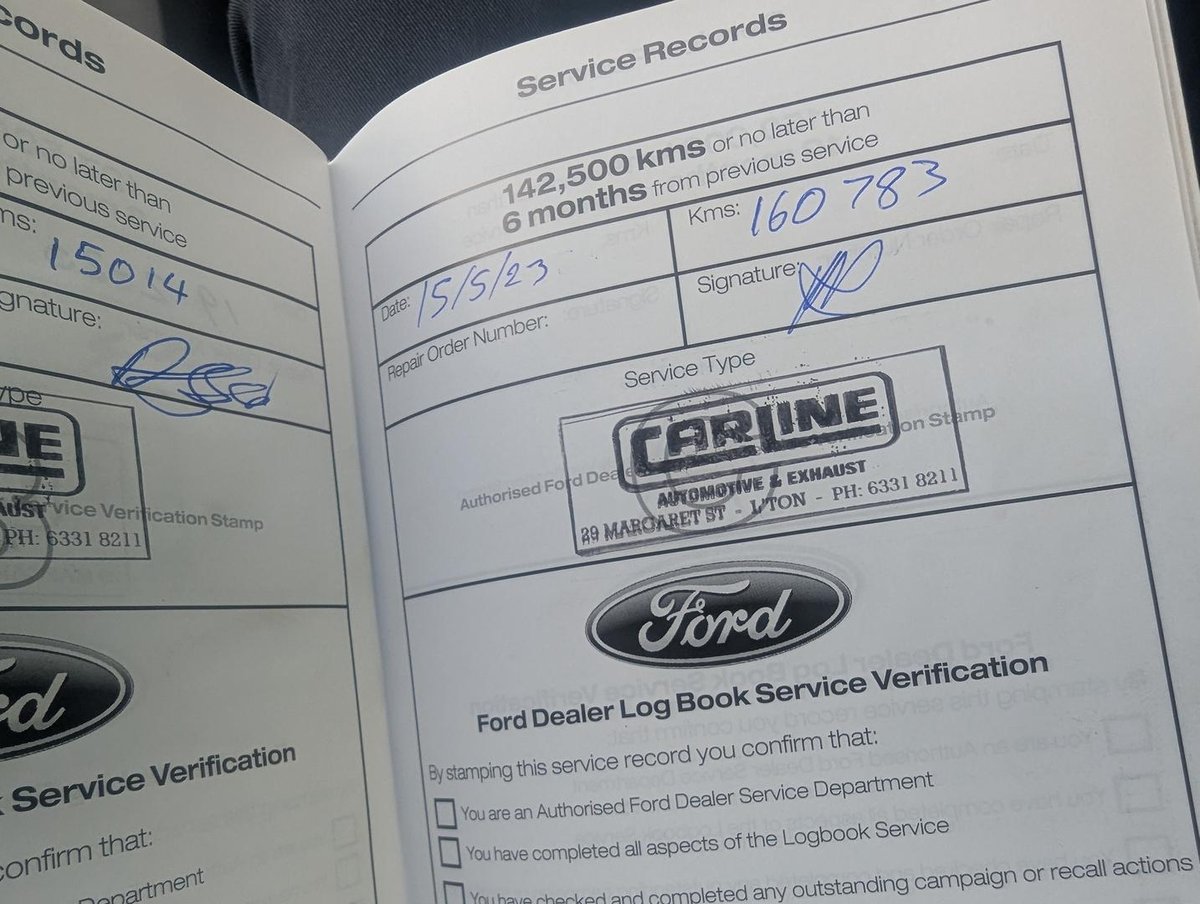 cords
or no later than
previous service
ms: 15014
gnature:
ype
NE
AUST vice Verification Stamp
PH: 6331 8211
rd
k Service Verification
confirm that:
Department
Service Records
142,500 kms or no later than
6 months from previous service
Date: 15/5/23
Kms: 160 783
Repair Order Number:
Signature:
Service Type
Authorised Ford Dea ation Stamp
CARLINE
AUTOMOTIVE & EXHAUST
29 MARGARET ST - L'TON - PH: 6331 8211
Ford
Ford Dealer Log Book Service Verification
By stamping this service record you confirm that:
You are an Authorised Ford Dealer Service Department
You have completed all aspects of the Logbook Service
You have checked and completed any outstanding campaign or recall actions